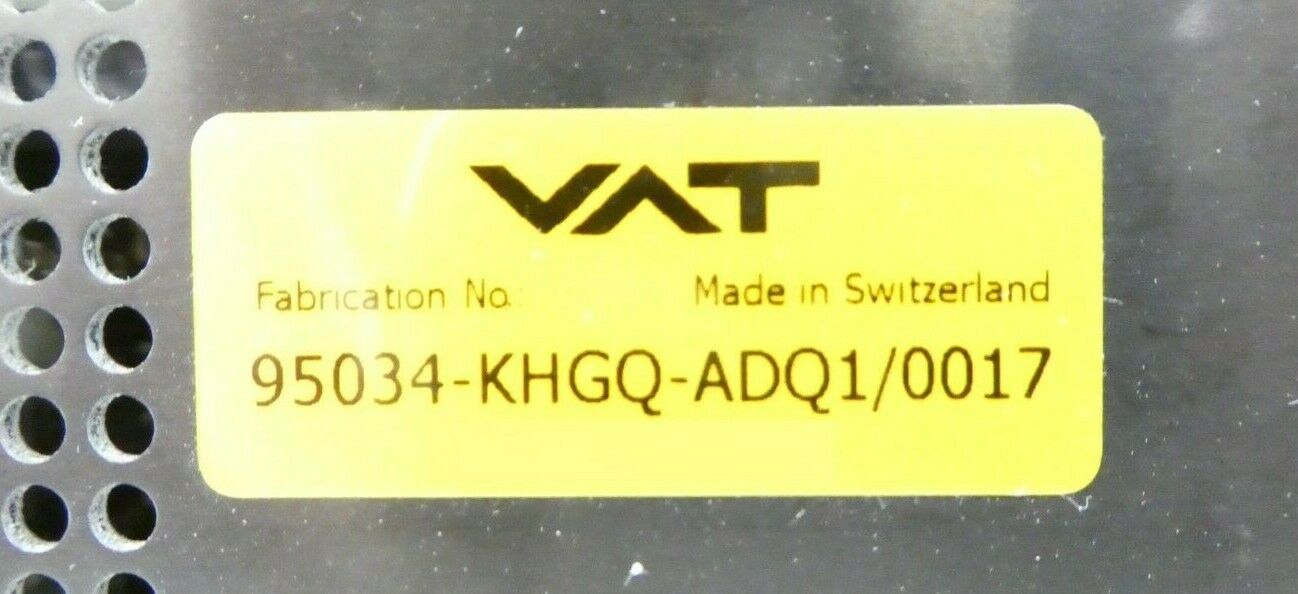 VAT
Fabrication No. Made in Switzerland
95034-KHGQ-ADQ1/0017